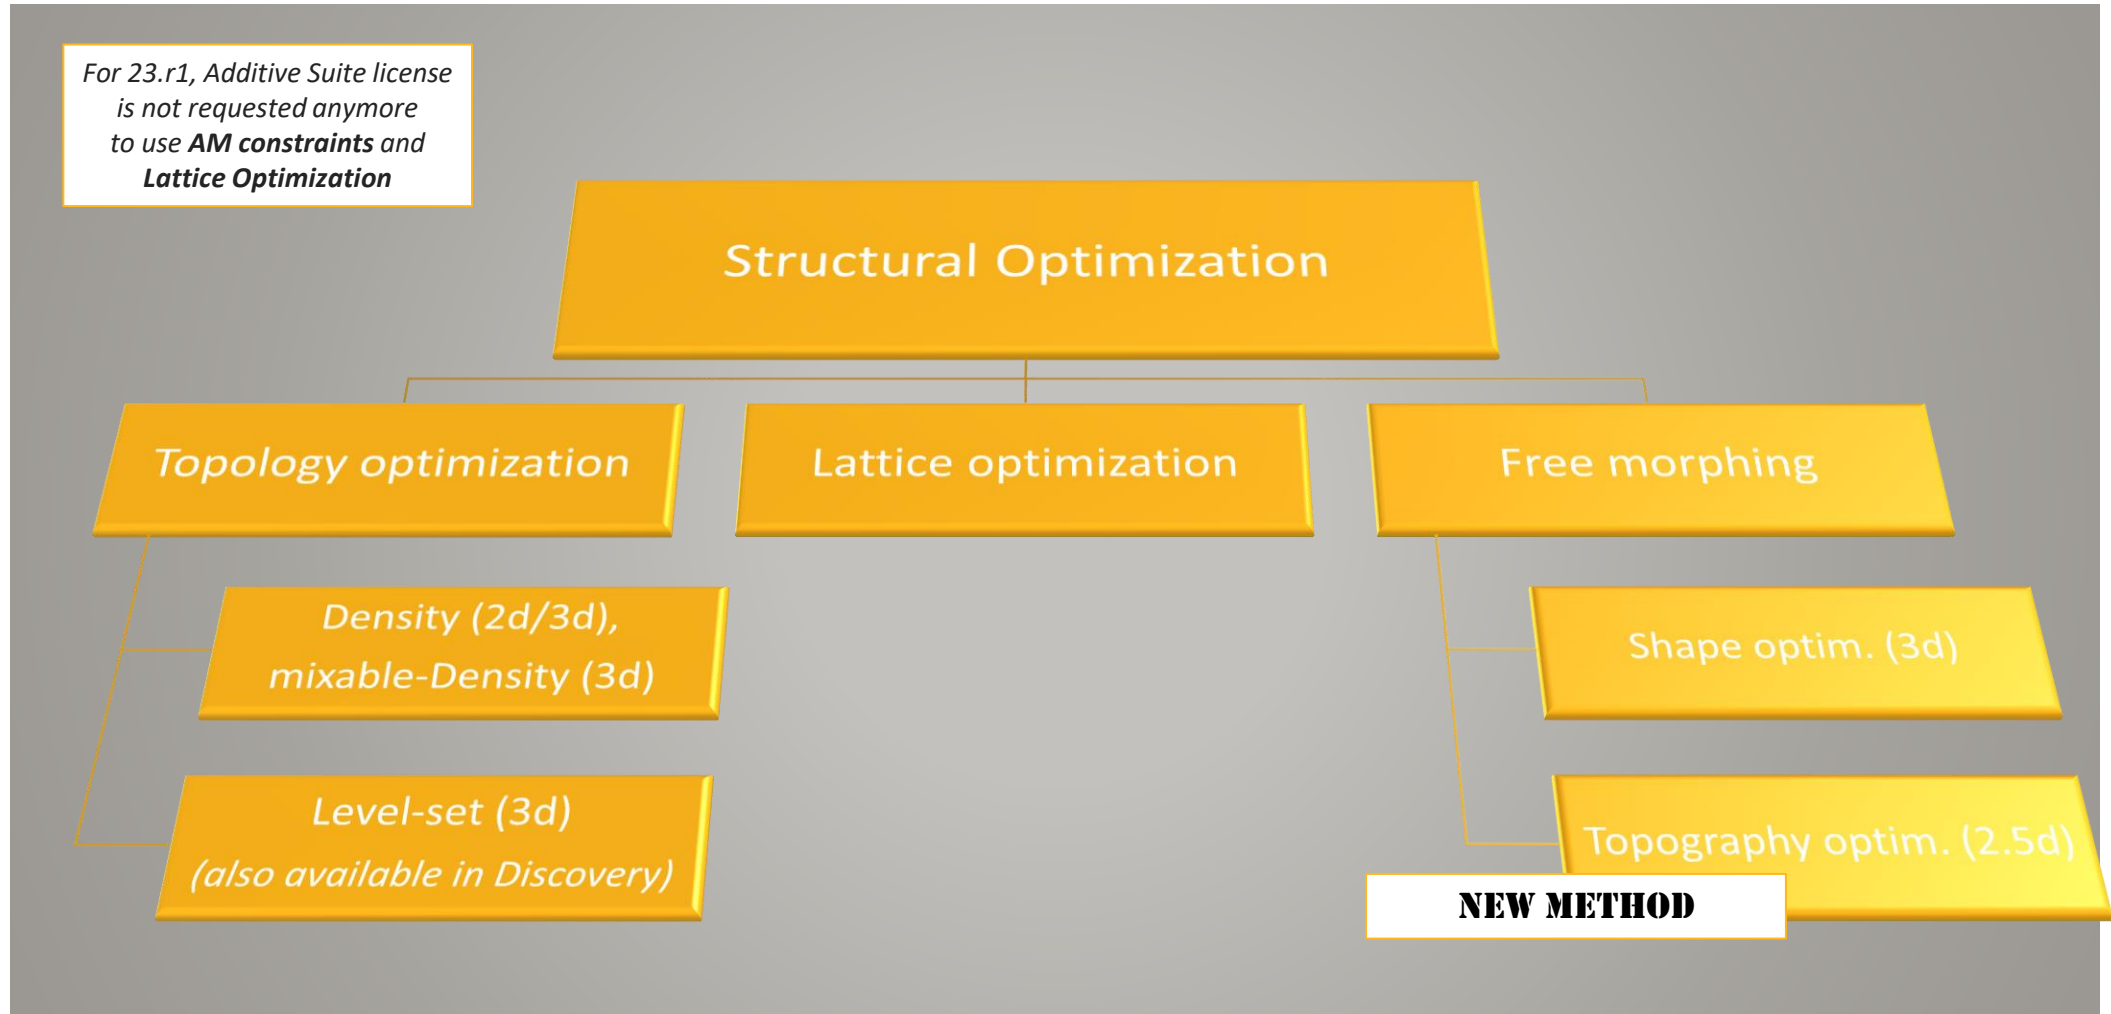 For 23.r1, Additive Suite license
is not requested anymore
to use AM constraints and
Lattice Optimization
Structural Optimization
Topology optimization
Lattice optimization
Free morphing
Density (2d/3d),
mixable-Density (3d)
Shape optim. (3d)
Level-set (3d)
(also available in Discovery)
Topography optim. (2.5d)
NEW METHOD